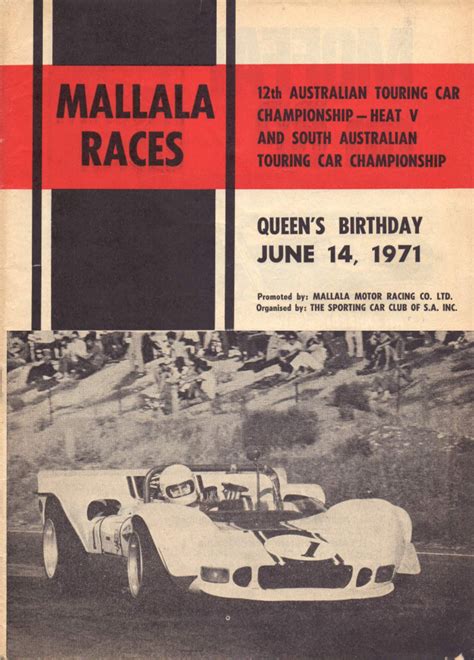 MALLALA
RACES
12th AUSTRALIAN TOURING CAR
CHAMPIONSHIP – HEAT V
AND SOUTH AUSTRALIAN
TOURING CAR CHAMPIONSHIP
QUEEN'S BIRTHDAY
JUNE 14, 1971
Promoted by: MALLALA MOTOR RACING CO. LTD.
Organised by: THE SPORTING CAR CLUB OF S.A. INC.
1